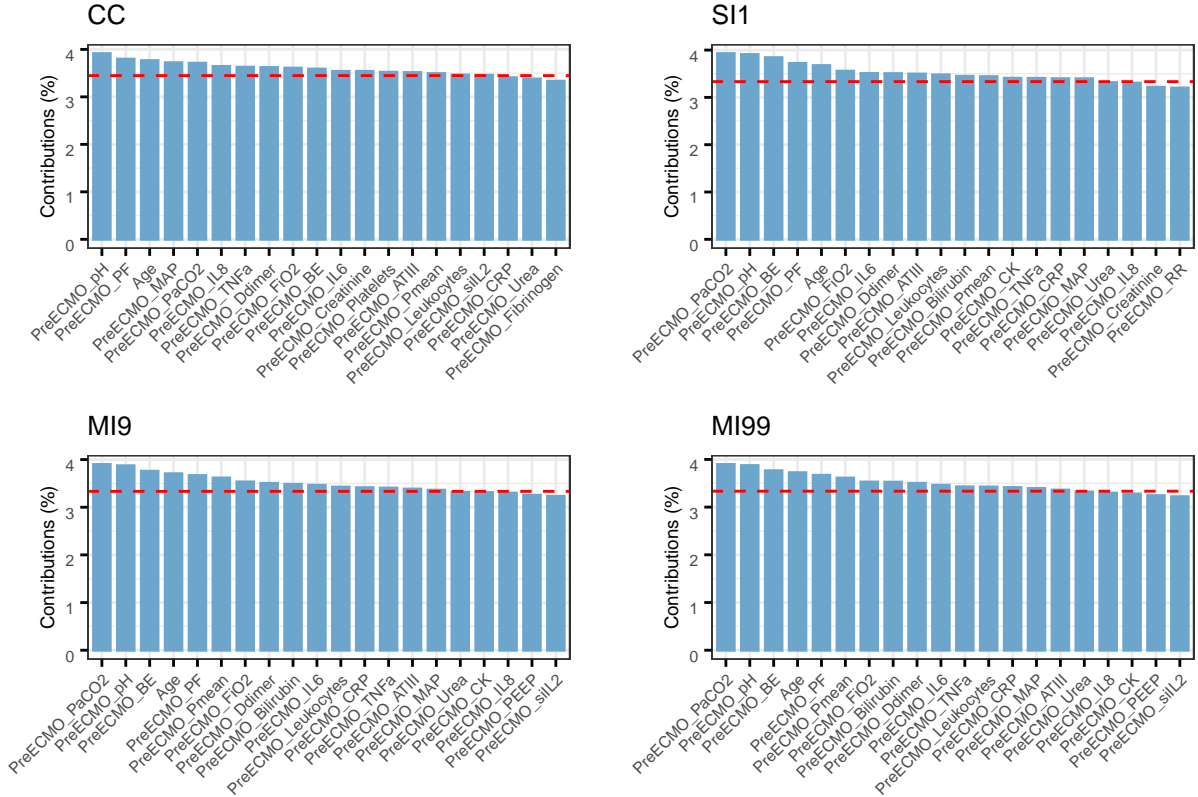 CC
Contributions (%)
4
3
2
1
0
PreECMO_pH
PreECMO_PF
Age
PreECMO_MAP
PreECMO_PaCO2
PreECMO_IL8
PreECMO_TNFa
PreECMO_Ddimer
PreECMO_FiO2
PreECMO_BE
PreECMO_IL6
PreECMO_Creatinine
PreECMO_Platelets
PreECMO_ATIII
PreECMO_Pmean
PreECMO_Leukocytes
PreECMO_siIL2
PreECMO_CRP
PreECMO_Urea
PreECMO_Fibrinogen
SI1
Contributions (%)
4
3
2
1
0
PreECMO_PaCO2
PreECMO_pH
PreECMO_BE
PreECMO_PF
Age
PreECMO_FiO2
PreECMO_IL6
PreECMO_Ddimer
PreECMO_ATIII
PreECMO_Leukocytes
PreECMO_Bilirubin
PreECMO_Pmean
PreECMO_CK
PreECMO_TNFa
PreECMO_CRP
PreECMO_MAP
PreECMO_Urea
PreECMO_IL8
PreECMO_Creatinine
PreECMO_RR
MI9
Contributions (%)
4
3
2
1
0
PreECMO_PaCO2
PreECMO_pH
PreECMO_BE
Age
PreECMO_PF
PreECMO_Pmean
PreECMO_FiO2
PreECMO_Ddimer
PreECMO_Bilirubin
PreECMO_IL6
PreECMO_Leukocytes
PreECMO_CRP
PreECMO_TNFa
PreECMO_ATIII
PreECMO_MAP
PreECMO_Urea
PreECMO_CK
PreECMO_IL8
PreECMO_PEEP
PreECMO_siIL2
MI99
Contributions (%)
4
3
2
1
0
PreECMO_PaCO2
PreECMO_pH
PreECMO_BE
Age
PreECMO_PF
PreECMO_Pmean
PreECMO_FiO2
PreECMO_Bilirubin
PreECMO_Ddimer
PreECMO_IL6
PreECMO_TNFa
PreECMO_Leukocytes
PreECMO_CRP
PreECMO_MAP
PreECMO_ATIII
PreECMO_Urea
PreECMO_IL8
PreECMO_CK
PreECMO_PEEP
PreECMO_siIL2